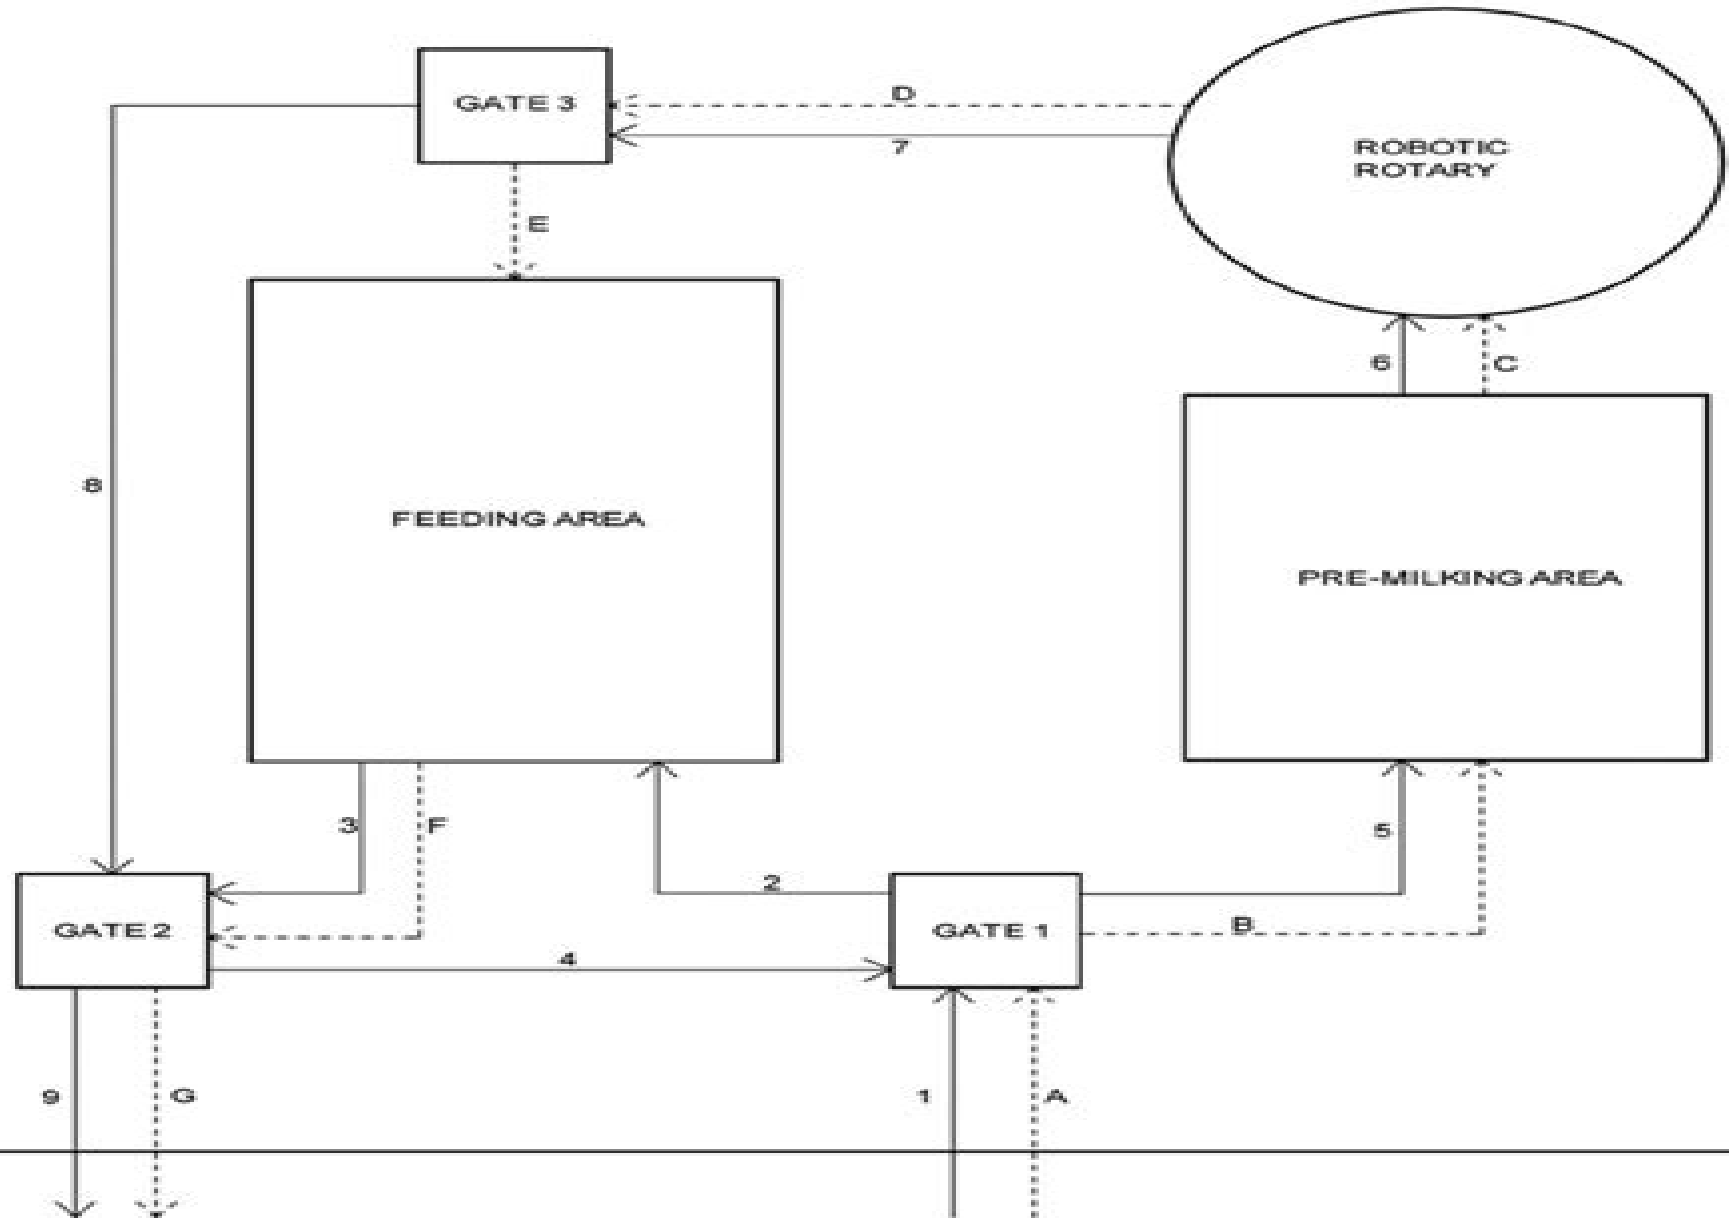 GATE 3
D
7
ROBOTIC
ROTARY
E
6
C
8
FEEDING AREA
PRE-MILKING AREA
3
F
5
2
GATE 2
GATE 1
B
4
9
G
1
A